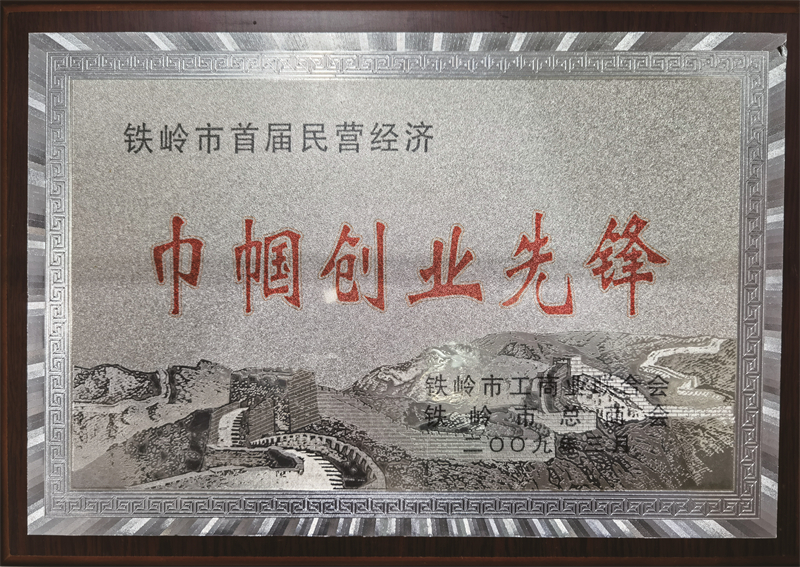 铁岭市首届民营经济
巾帼创业先锋
铁岭市工商业联合会
铁岭市总商会
二〇〇九年三月